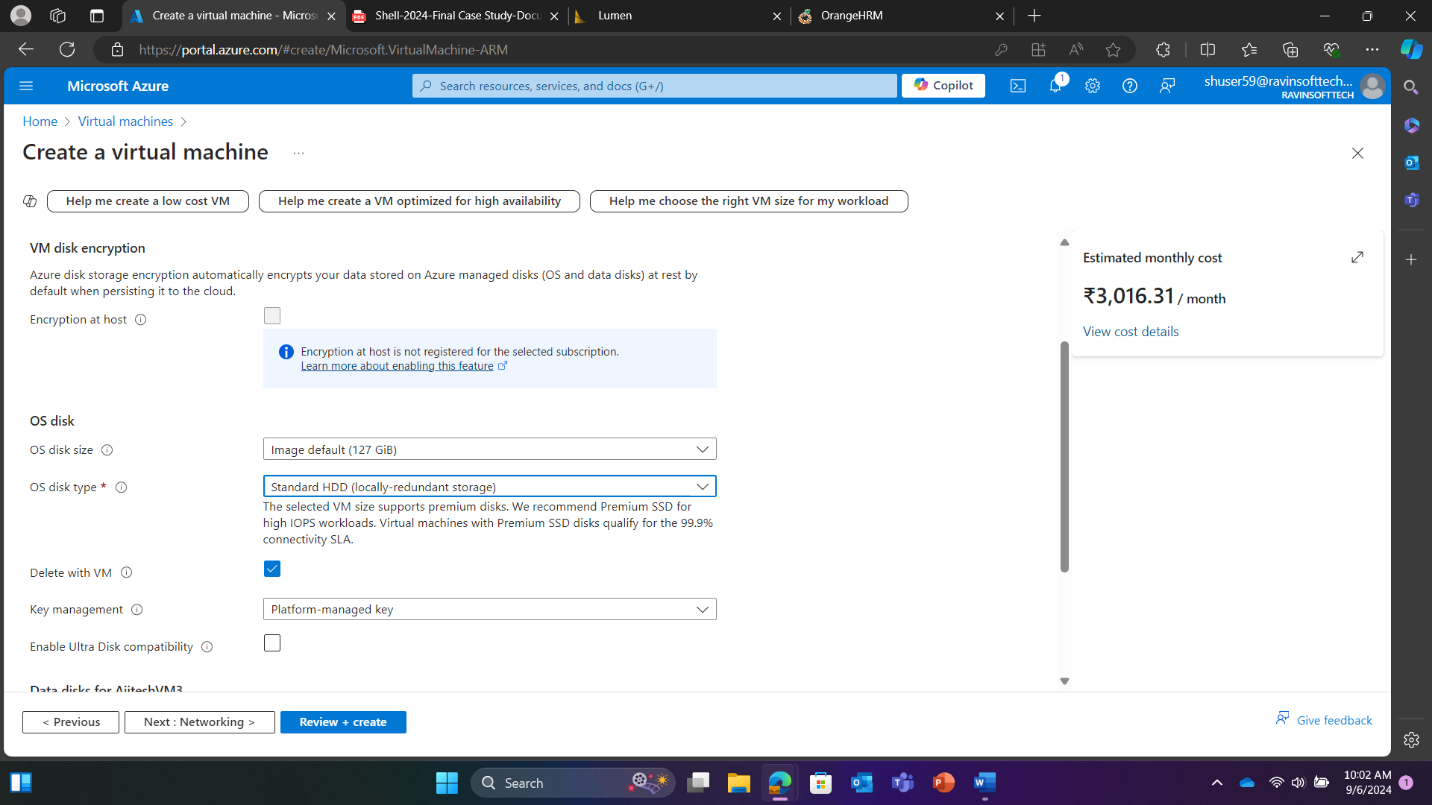 Create a virtual machine - Micros
Shell-2024-Final Case Study-Docu
Lumen
OrangeHRM
https://portal.azure.com/#create/Microsoft.VirtualMachine-ARM
Microsoft Azure
Search resources, services, and docs (G+/)
Copilot
1
shuser59@ravinsofttech...
RAVINSOFTTECH
Home > Virtual machines >
Create a virtual machine ...
Help me create a low cost VM
Help me create a VM optimized for high availability
Help me choose the right VM size for my workload
VM disk encryption
Azure disk storage encryption automatically encrypts your data stored on Azure managed disks (OS and data disks) at rest by
default when persisting it to the cloud.
Encryption at host
Encryption at host is not registered for the selected subscription.
Learn more about enabling this feature
OS disk
OS disk size
Image default (127 GiB)
OS disk type *
Standard HDD (locally-redundant storage)
The selected VM size supports premium disks. We recommend Premium SSD for
high IOPS workloads. Virtual machines with Premium SSD disks qualify for the 99.9%
connectivity SLA.
Delete with VM
Key management
Platform-managed key
Enable Ultra Disk compatibility
Data disks for AjiteshVM3
Estimated monthly cost
₹3,016.31 / month
View cost details
< Previous
Next : Networking >
Review + create
Give feedback
Search
10:02 AM
9/6/2024
1